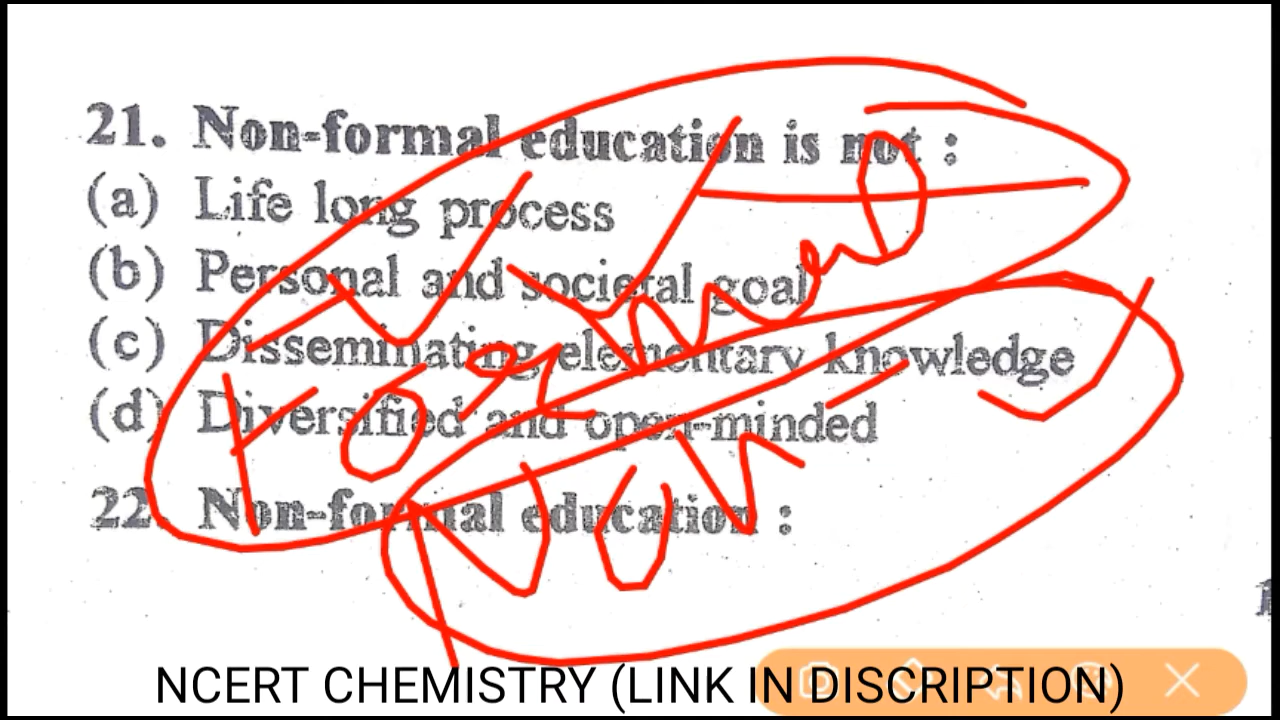 21. Non-formal education is not :
(a) Life long process
(b) Personal and societal goal
(c) Disseminating elementary knowledge
(d) Diversified and open-minded
22. Non-formal education :
NCERT CHEMISTRY (LINK IN DISCRIPTION)